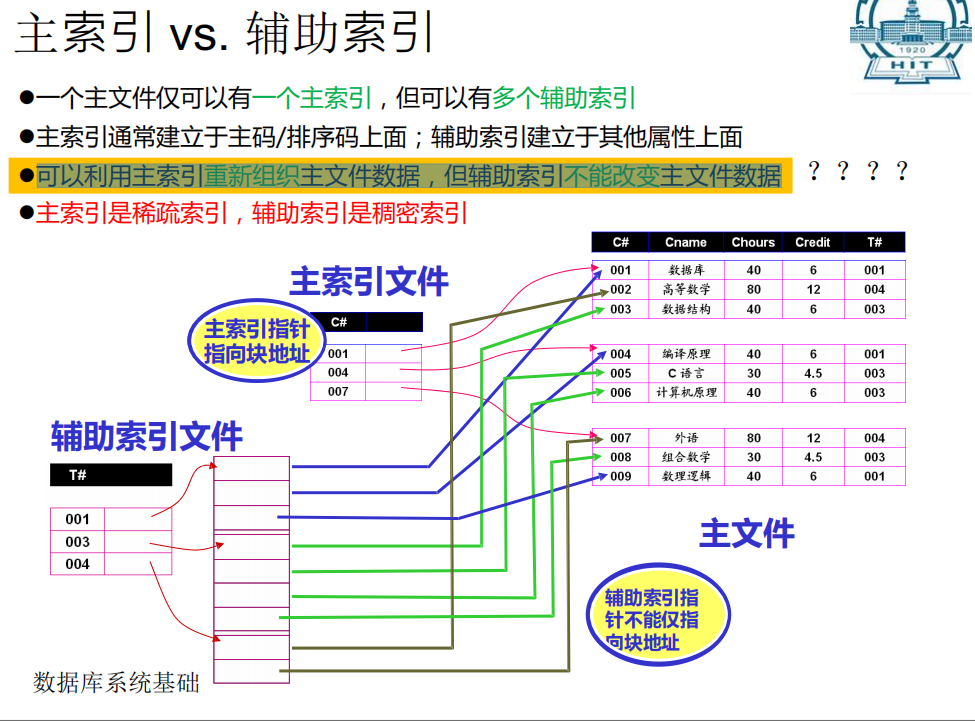 主索引 vs. 辅助索引
1920
HIT
●一个主文件仅可以有一个主索引，但可以有多个辅助索引
●主索引通常建立于主码/排序码上面；辅助索引建立于其他属性上面
●可以利用主索引重新组织主文件数据，但辅助索引不能改变主文件数据 ？？？？
●主索引是稀疏索引，辅助索引是稠密索引
C# Cname Chours Credit T#
001 数据库 40 6 001
002 高等数学 80 12 004
003 数据结构 40 6 003
004 编译原理 40 6 001
005 C 语言 30 4.5 003
006 计算机原理 40 6 003
007 外语 80 12 004
008 组合数学 30 4.5 003
009 数理逻辑 40 6 001
主索引文件
主索引指针
指向块地址
C#
001
004
007
辅助索引文件
T#
001
003
004
主文件
辅助索引指
针不能仅指
向块地址
数据库系统基础